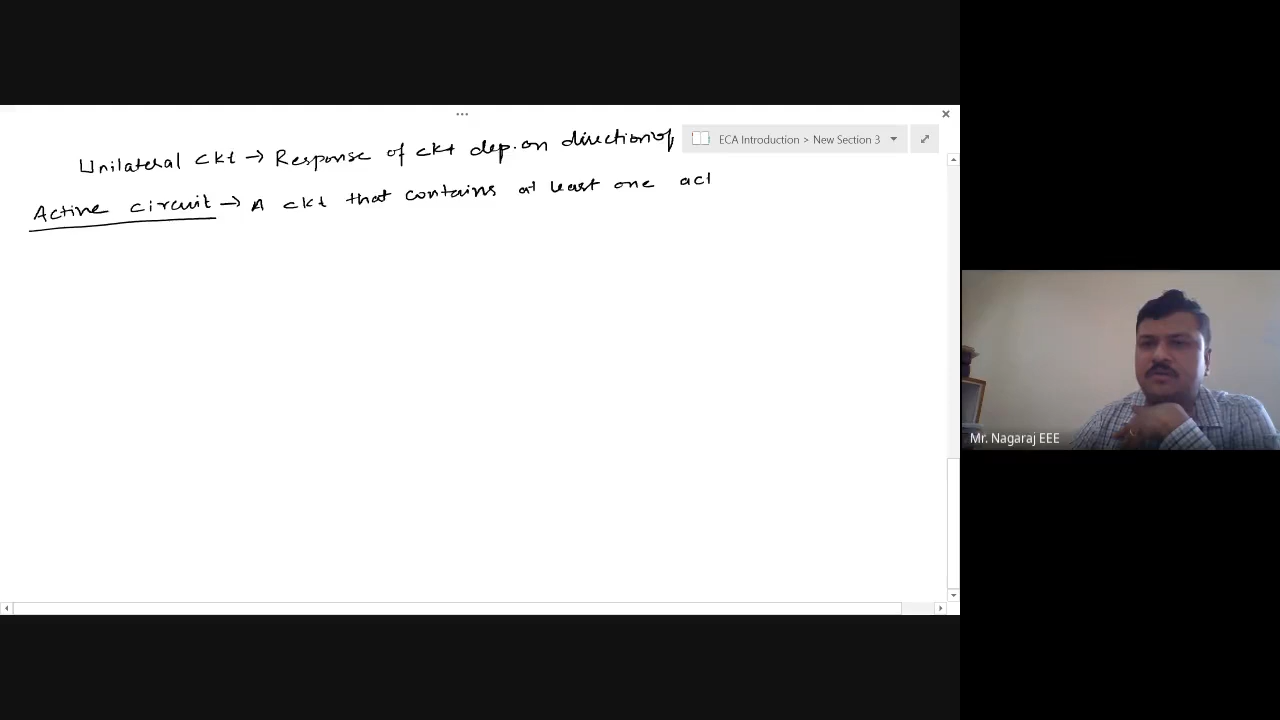 Unilateral ckt → Response of ckt dep. on direction of
ECA Introduction > New Section 3
Active circuit → A ckt that contains at least one act
Mr. Nagaraj EEE